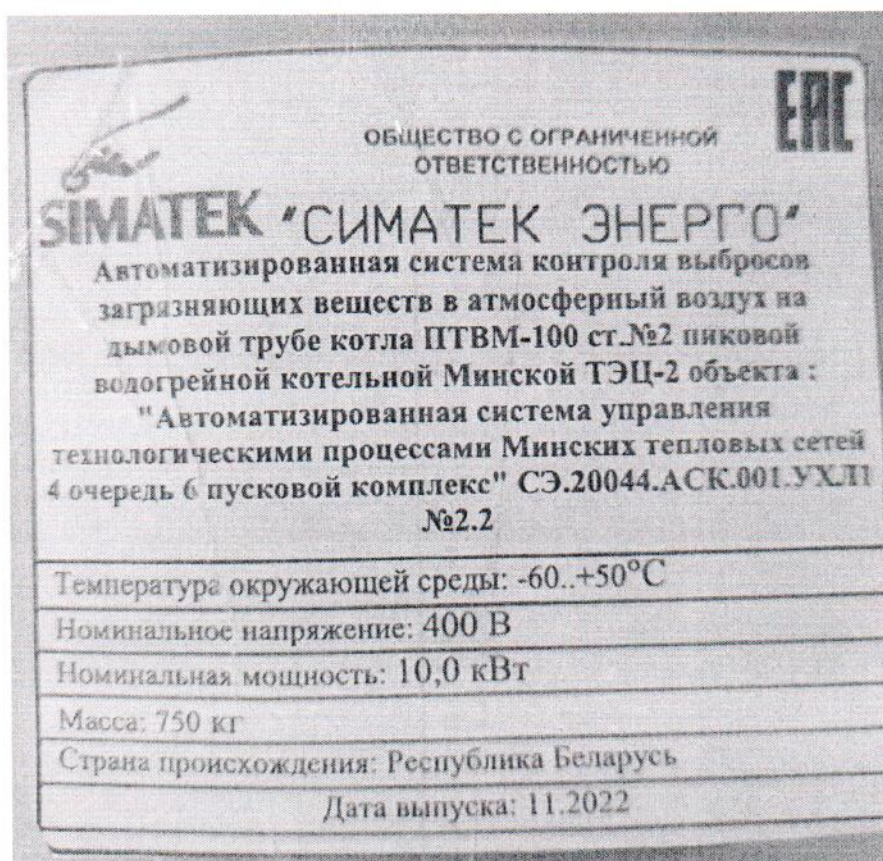 EAC
ОБЩЕСТВО С ОГРАНИЧЕННОЙ
ОТВЕТСТВЕННОСТЬЮ
SIMATEK "СИМАТЕК ЭНЕРГО"
Автоматизированная система контроля выбросов
загрязняющих веществ в атмосферный воздух на
дымовой трубе котла ПТВМ-100 ст.№2 пиковой
водогрейной котельной Минской ТЭЦ-2 объекта :
"Автоматизированная система управления
технологическими процессами Минских тепловых сетей
4 очередь 6 пусковой комплекс" СЭ.20044.АСК.001.УХЛ1
№2.2
Температура окружающей среды: -60..+50°С
Номинальное напряжение: 400 В
Номинальная мощность: 10,0 кВт
Масса: 750 кг
Страна происхождения: Республика Беларусь
Дата выпуска: 11.2022